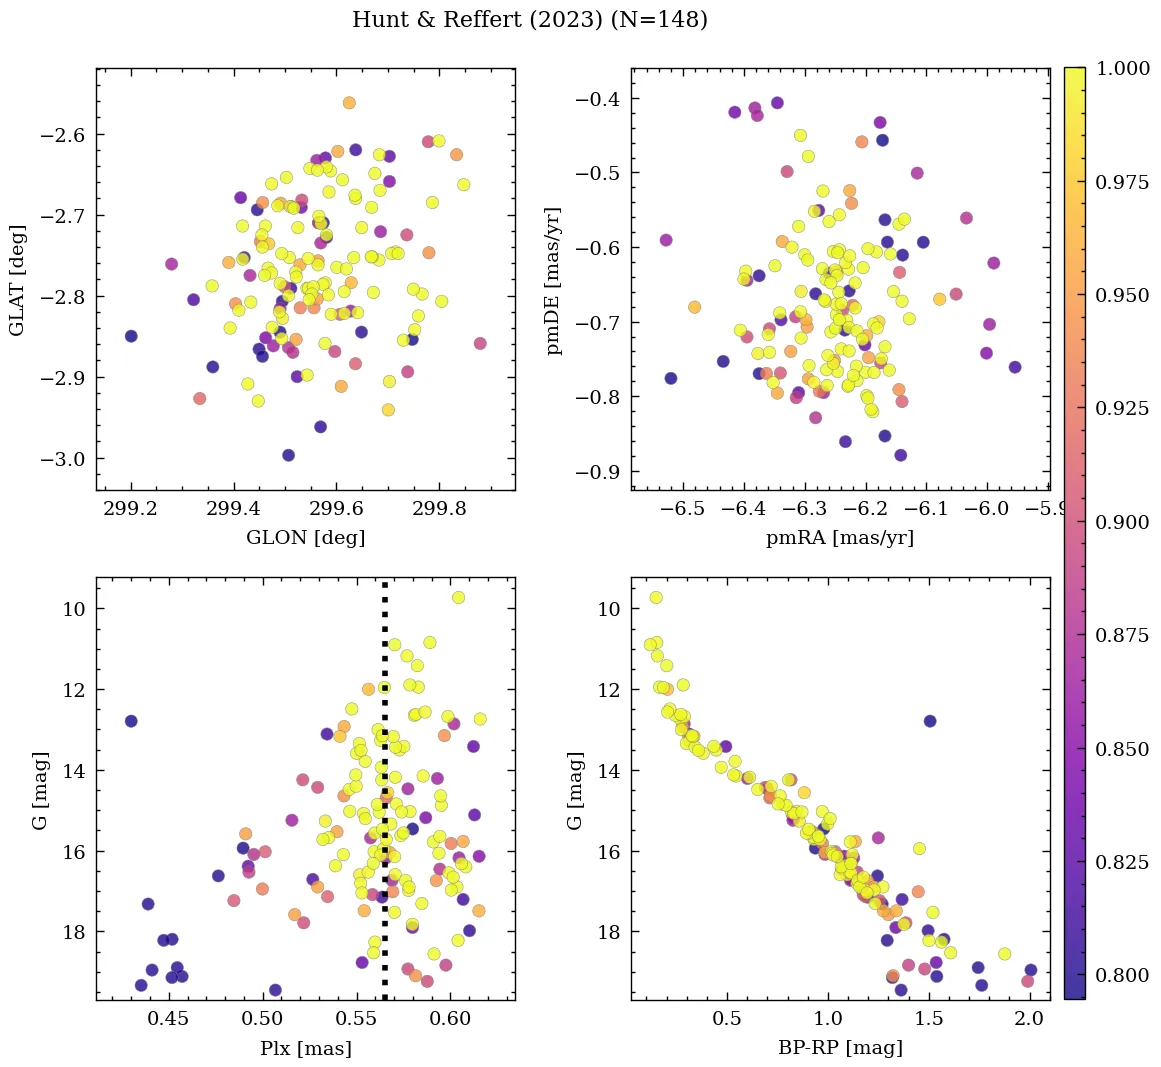 Hunt & Reffert (2023) (N=148)
−2.6
−2.7
−2.8
−2.9
−3.0
GLAT [deg]
299.2 299.4 299.6 299.8
GLON [deg]
−0.4
−0.5
−0.6
−0.7
−0.8
−0.9
pmDE [mas/yr]
−6.5 −6.4 −6.3 −6.2 −6.1 −6.0 −5.9
pmRA [mas/yr]
1.000
0.975
0.950
0.925
0.900
0.875
0.850
0.825
0.800
10
12
14
16
18
G [mag]
0.45 0.50 0.55 0.60
Plx [mas]
10
12
14
16
18
G [mag]
0.5 1.0 1.5 2.0
BP-RP [mag]